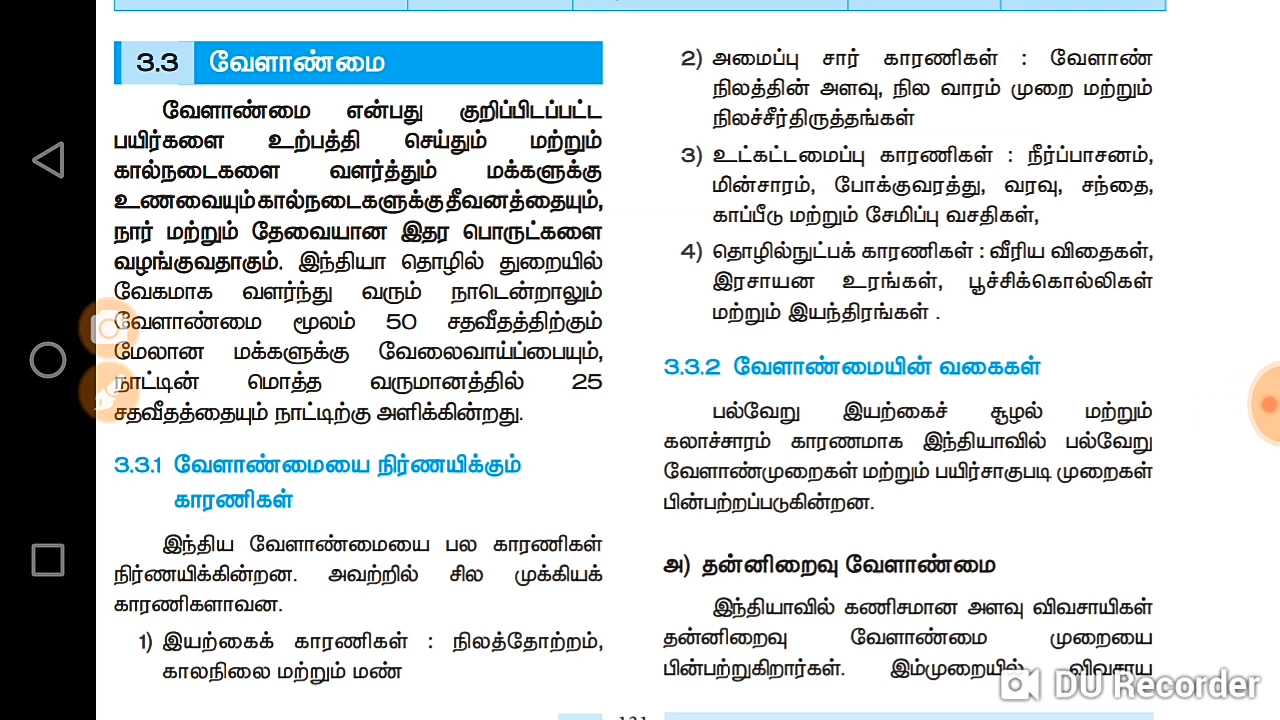 3.3 வேளாண்மை
வேளாண்மை என்பது குறிப்பிடப்பட்ட
பயிர்களை உற்பத்தி செய்தும் மற்றும்
கால்நடைகளை வளர்த்தும் மக்களுக்கு
உணவையும் கால்நடைகளுக்கு தீவனத்தையும்,
நார் மற்றும் தேவையான இதர பொருட்களை
வழங்குவதாகும். இந்தியா தொழில் துறையில்
வேகமாக வளர்ந்து வரும் நாடென்றாலும்
வேளாண்மை மூலம் 50 சதவீதத்திற்கும்
மேலான மக்களுக்கு வேலைவாய்ப்பையும்,
நாட்டின் மொத்த வருமானத்தில் 25
சதவீதத்தையும் நாட்டிற்கு அளிக்கின்றது.
3.3.1 வேளாண்மையை நிர்ணயிக்கும்
காரணிகள்
இந்திய வேளாண்மையை பல காரணிகள்
நிர்ணயிக்கின்றன. அவற்றில் சில முக்கியக்
காரணிகளாவன.
1) இயற்கைக் காரணிகள் : நிலத்தோற்றம்,
காலநிலை மற்றும் மண்
2) அமைப்பு சார் காரணிகள் : வேளாண்
நிலத்தின் அளவு, நில வாரம் முறை மற்றும்
நிலச்சீர்திருத்தங்கள்
3) உட்கட்டமைப்பு காரணிகள் : நீர்ப்பாசனம்,
மின்சாரம், போக்குவரத்து, வரவு, சந்தை,
காப்பீடு மற்றும் சேமிப்பு வசதிகள்,
4) தொழில்நுட்பக் காரணிகள் : வீரிய விதைகள்,
இரசாயன உரங்கள், பூச்சிக்கொல்லிகள்
மற்றும் இயந்திரங்கள் .
3.3.2 வேளாண்மையின் வகைகள்
பல்வேறு இயற்கைச் சூழல் மற்றும்
கலாச்சாரம் காரணமாக இந்தியாவில் பல்வேறு
வேளாண்முறைகள் மற்றும் பயிர்சாகுபடி முறைகள்
பின்பற்றப்படுகின்றன.
அ) தன்னிறைவு வேளாண்மை
இந்தியாவில் கணிசமான அளவு விவசாயிகள்
தன்னிறைவு வேளாண்மை முறையை
பின்பற்றுகிறார்கள். இம்முறையில் விவசாய
DU Recorder